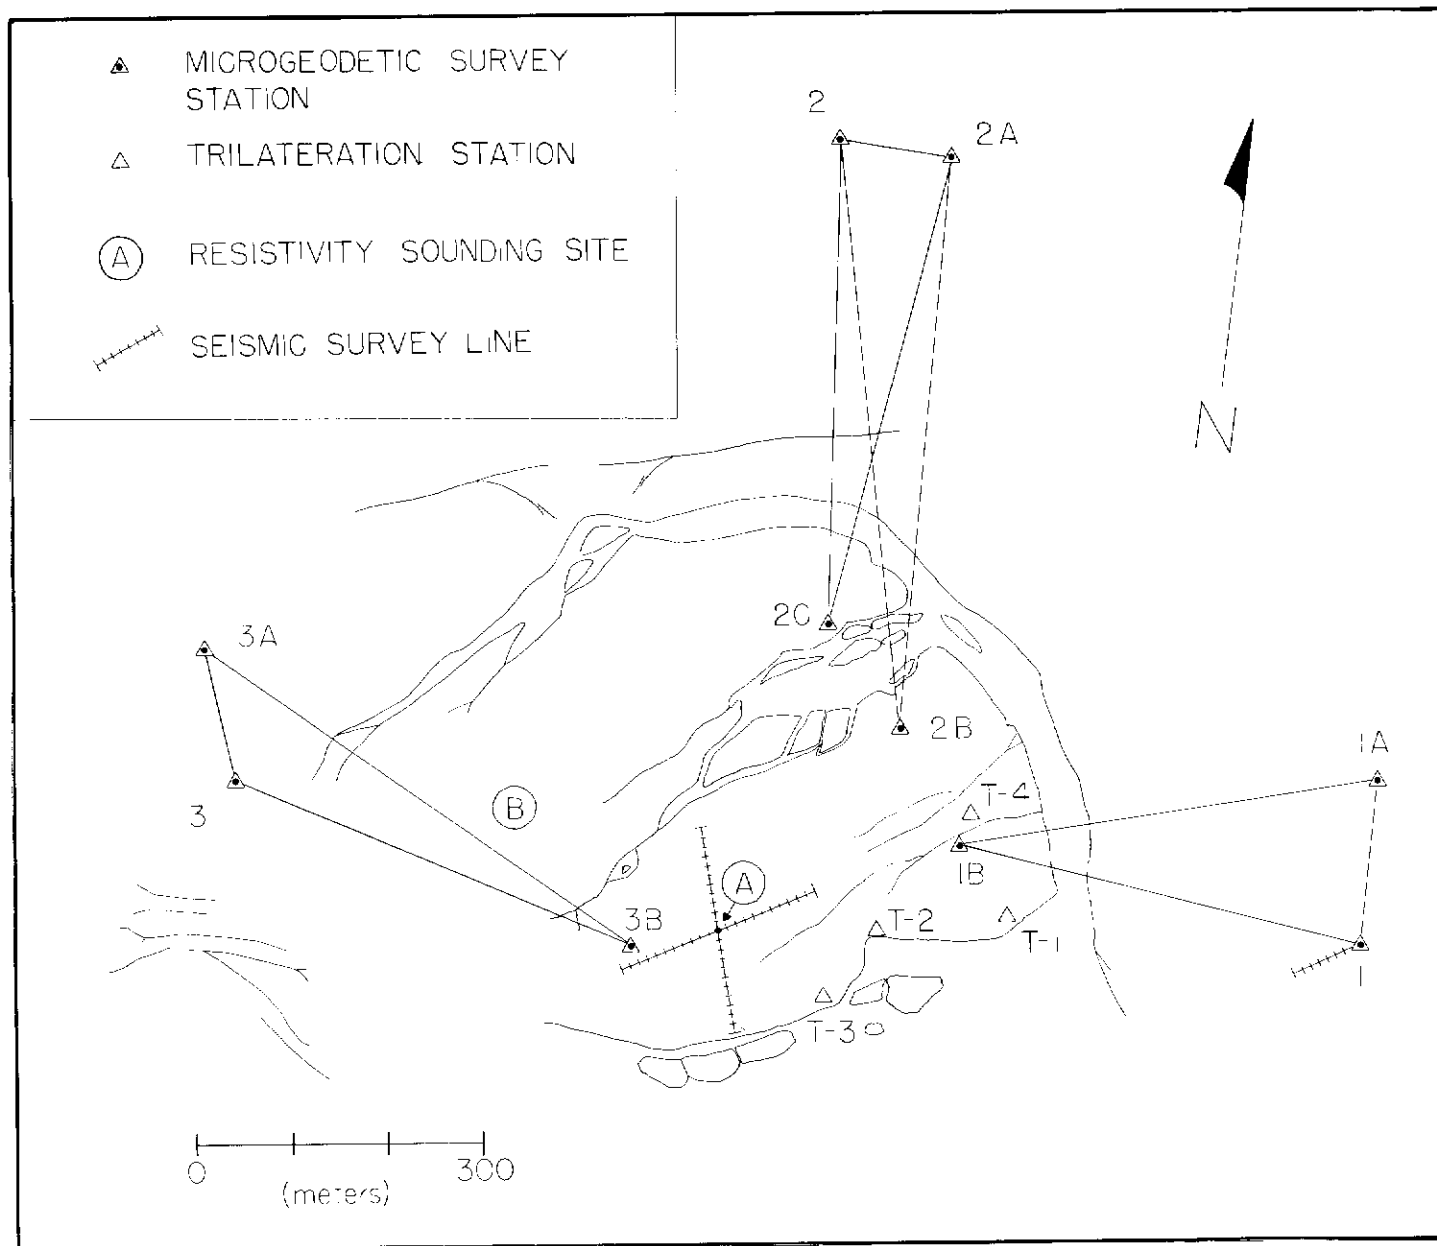 MICROGEODETIC SURVEY
STATION
TRILATERATION STATION
A RESISTIVITY SOUNDING SITE
SEISMIC SURVEY LINE
2
2A
N
2C
3A
2B
1A
3
B
T-4
A
1B
3B
T-2
T-1
1
T-3
0
300
(meters)